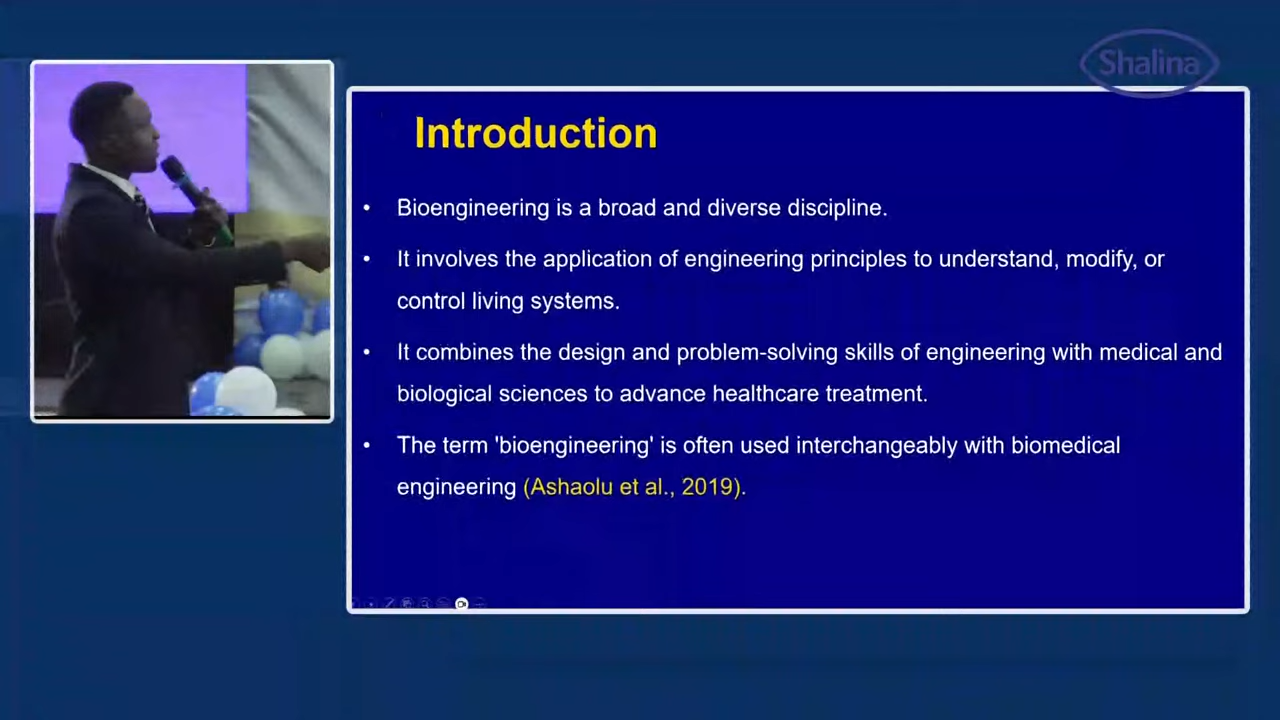 Shalina
Introduction
• Bioengineering is a broad and diverse discipline.
• It involves the application of engineering principles to understand, modify, or
control living systems.
• It combines the design and problem-solving skills of engineering with medical and
biological sciences to advance healthcare treatment.
• The term 'bioengineering' is often used interchangeably with biomedical
engineering (Ashaolu et al., 2019).